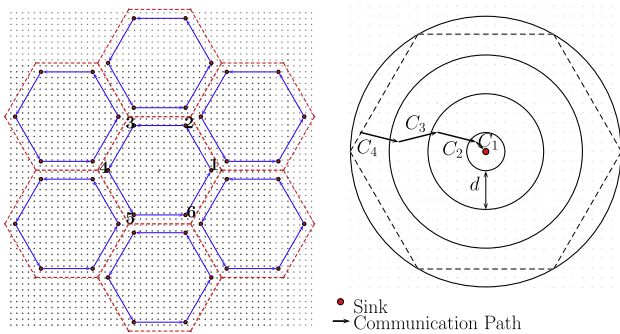 3 2
4 1
5 6
C₁
C₃
C₄ C₂
d
Sink
Communication Path